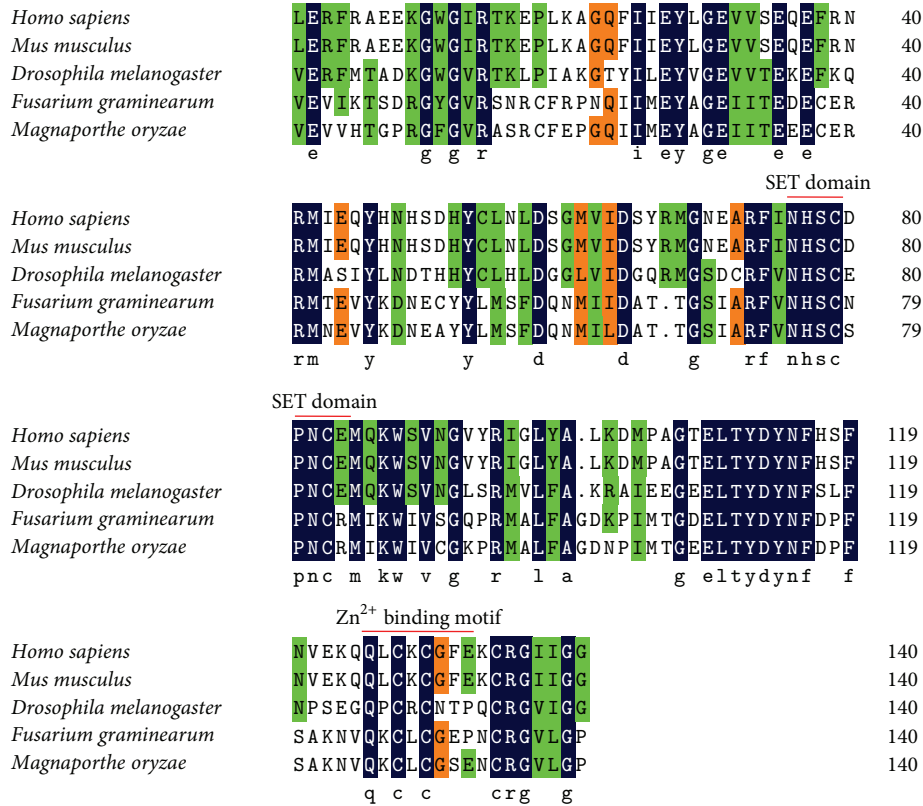 Homo sapiens LERFRAEEKGWGIRTKEPLKAGQFIIEYLGEVVSEQEFRN 40
Mus musculus LERFRAEEKGWGIRTKEPLKAGQFIIEYLGEVVSEQEFRN 40
Drosophila melanogaster VERFMTADKGWGVRTKLPIAKGTYILEYVGEVVTEKEFKQ 40
Fusarium graminearum VEVIKTSDRGYGVRSNRCFRPNQIIMEYAGEIITEDECER 40
Magnaporthe oryzae VEVVHTGPRGFGVRASRCFEPGQIIMEYAGEIITEEECER 40
e g g r i ey ge e e
SET domain
Homo sapiens RMIEQYHNHSDHYCLNLDSGMVIDSYRMGNEARFINHSCD 80
Mus musculus RMIEQYHNHSDHYCLNLDSGMVIDSYRMGNEARFINHSCD 80
Drosophila melanogaster RMASIYLNDTHHYCLHLDGGLVIDGQRMGSDCRFVNHSCE 80
Fusarium graminearum RMTEVYKDNECYYLMSFDQNMIIDAT.TGSIARFVNHSCN 79
Magnaporthe oryzae RMNEVYKDNEAYYLMSFDQNMILDAT.TGSIARFVNHSCS 79
rm y y d d g rf nhsc
SET domain
Homo sapiens PNCEMQKWSVNGVYRIGLYA.LKDMPAGTELTYDYNFHSF 119
Mus musculus PNCEMQKWSVNGVYRIGLYA.LKDMPAGTELTYDYNFHSF 119
Drosophila melanogaster PNCEMQKWSVNGLSRMVLFA.KRAIEEGEELTYDYNFSLF 119
Fusarium graminearum PNCRMIKWIVSGQPRMALFAGDKPIMTGDELTYDYNFDPF 119
Magnaporthe oryzae PNCRMIKWIVCGKPRMALFAGDNPIMTGEELTYDYNFDPF 119
pnc m kw v g r l a g eltydynf f
Zn²⁺ binding motif
Homo sapiens NVEKQQLCKCGFEKCRGIIGG 140
Mus musculus NVEKQQLCKCGFEKCRGIIGG 140
Drosophila melanogaster NPSEGQPCRCNTPQCRGVIGG 140
Fusarium graminearum SAKNVQKCLCGEPNCRGVLGP 140
Magnaporthe oryzae SAKNVQKCLCGSENCRGVLGP 140
q c c crg g